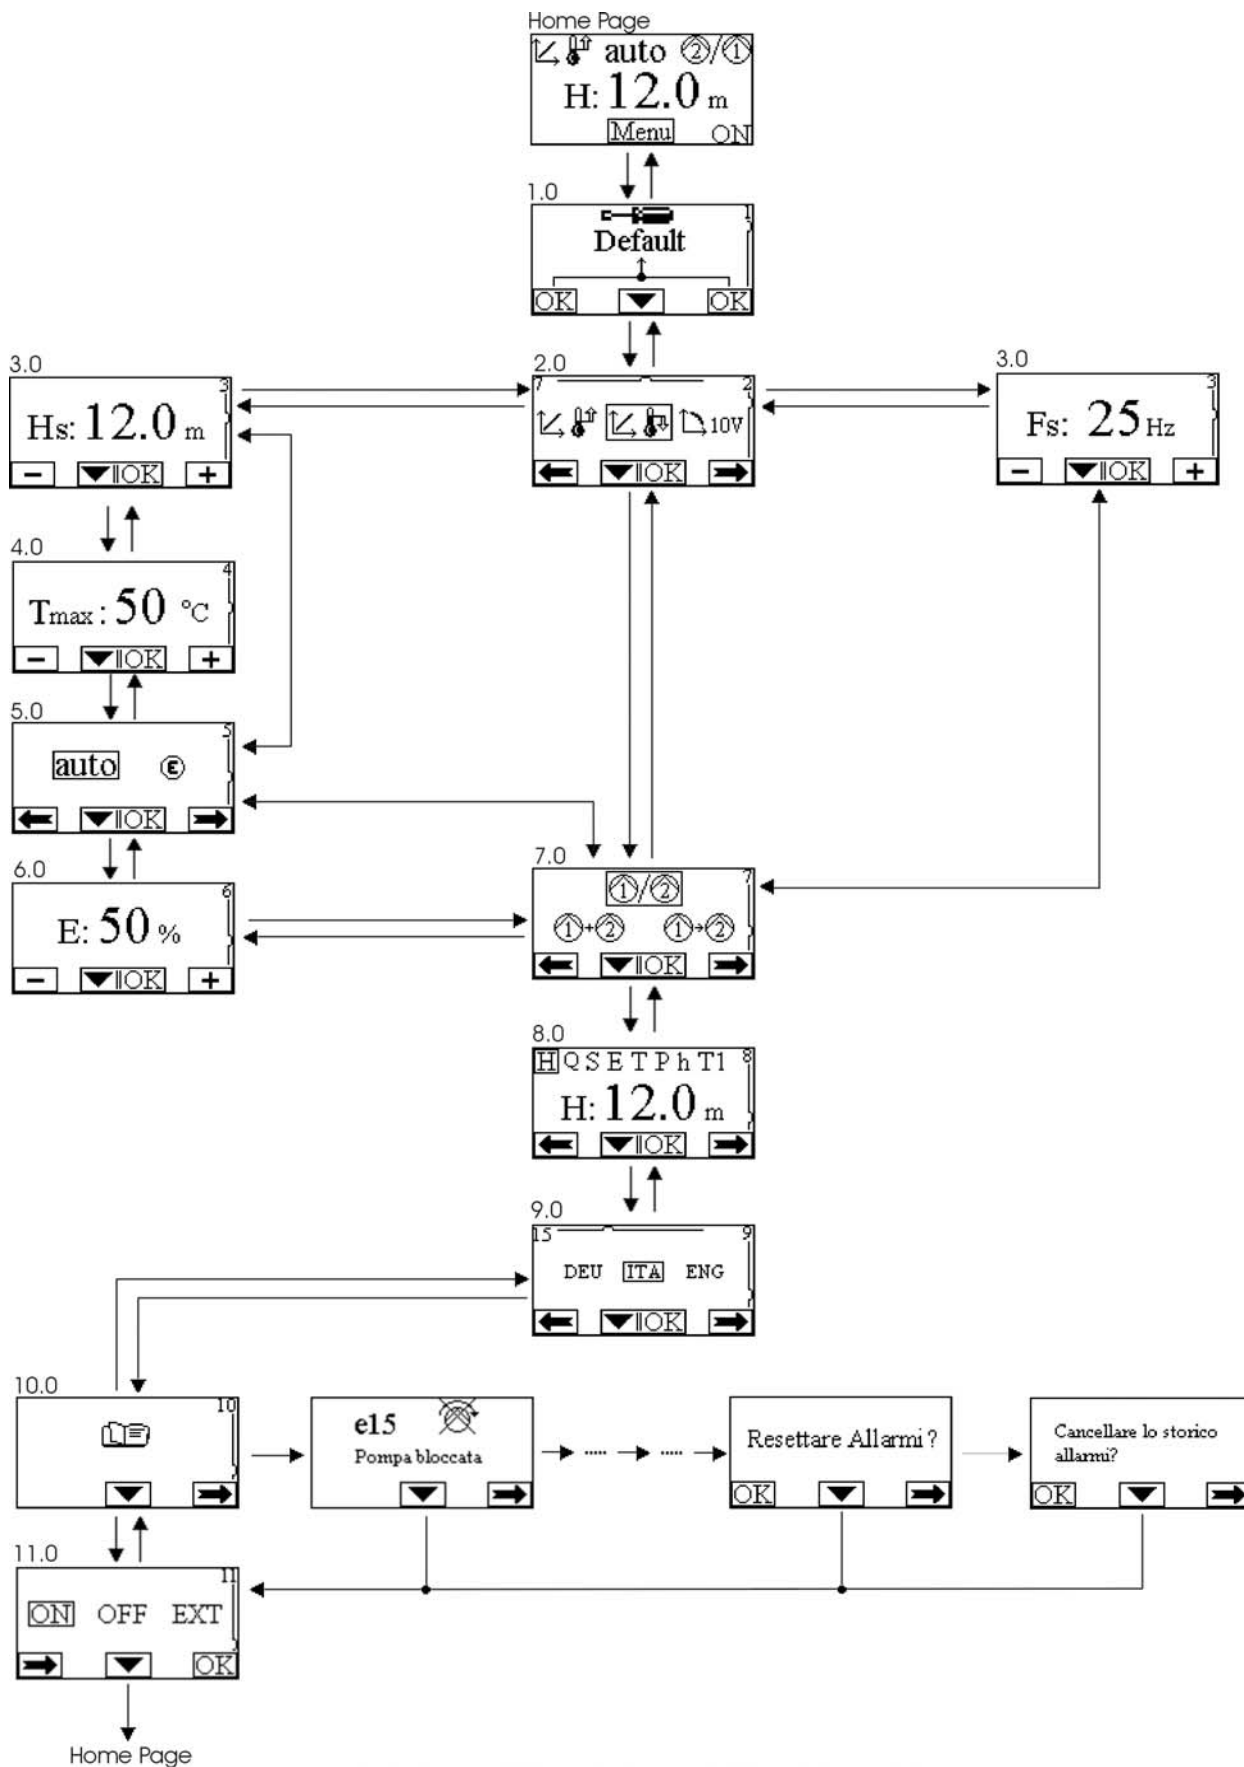 Home Page
auto 2/1
H: 12.0 m
Menu ON
1.0
1
Default
OK OK
3.0
3
Hs: 12.0 m
− OK +
2.0
7 2
10V
OK
3.0
3
Fs: 25 Hz
− OK +
4.0
4
Tmax : 50 °C
− OK +
5.0
5
auto E
OK
6.0
6
E: 50 %
− OK +
7.0
7
1/2
1+2 1→2
OK
8.0
H Q S E T P h T1 8
H: 12.0 m
OK
9.0
15 9
DEU ITA ENG
OK
10.0
10
e15
Pompa bloccata
Resettare Allarmi?
OK
Cancellare lo storico
allarmi?
OK
11.0
11
ON OFF EXT
OK
Home Page